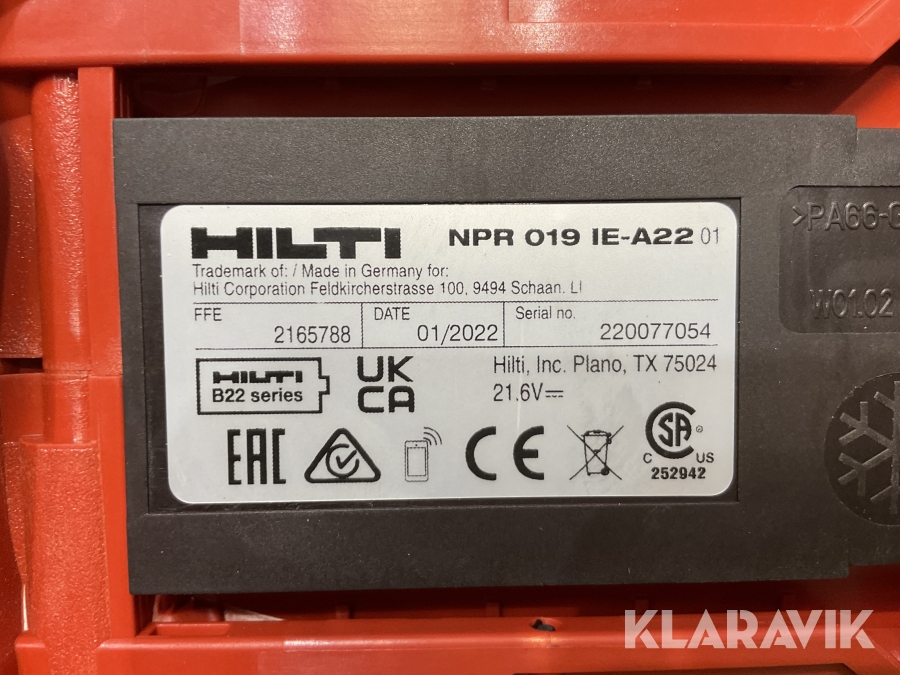 HILTI NPR 019 IE-A22 01
Trademark of: / Made in Germany for:
Hilti Corporation Feldkircherstrasse 100, 9494 Schaan. LI
FFE 2165788 DATE 01/2022 Serial no. 220077054
HILTI
B22 series
UK
CA
Hilti, Inc. Plano, TX 75024
21.6V
EAC
CE
CSA ®
C US
252942
>PA66-G
W01.02
KLARAVIK